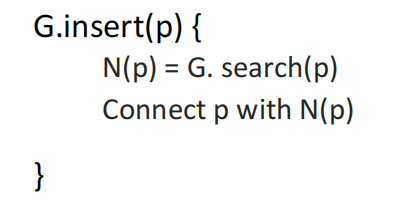 G.insert(p) {
N(p) = G. search(p)
Connect p with N(p)
}